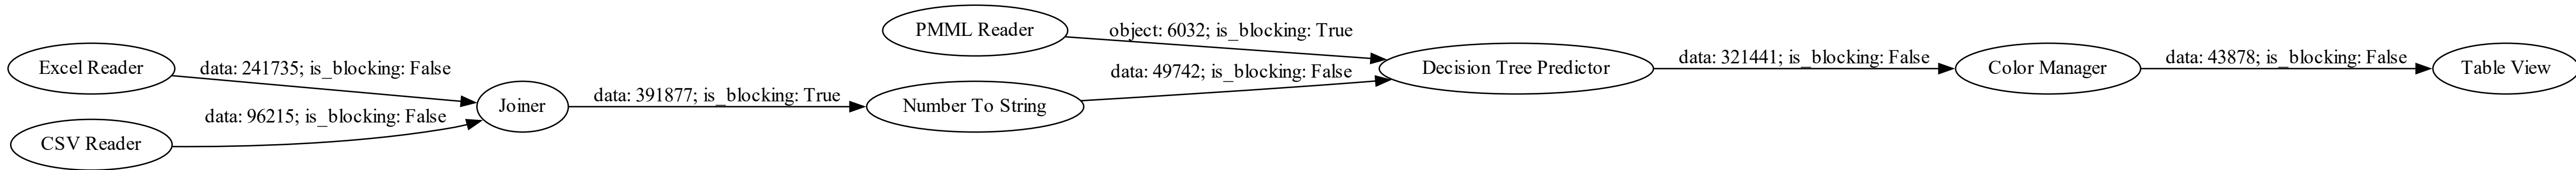 Excel Reader
data: 241735; is_blocking: False
CSV Reader
data: 96215; is_blocking: False
Joiner
data: 391877; is_blocking: True
PMML Reader
object: 6032; is_blocking: True
Number To String
data: 49742; is_blocking: False
Decision Tree Predictor
data: 321441; is_blocking: False
Color Manager
data: 43878; is_blocking: False
Table View